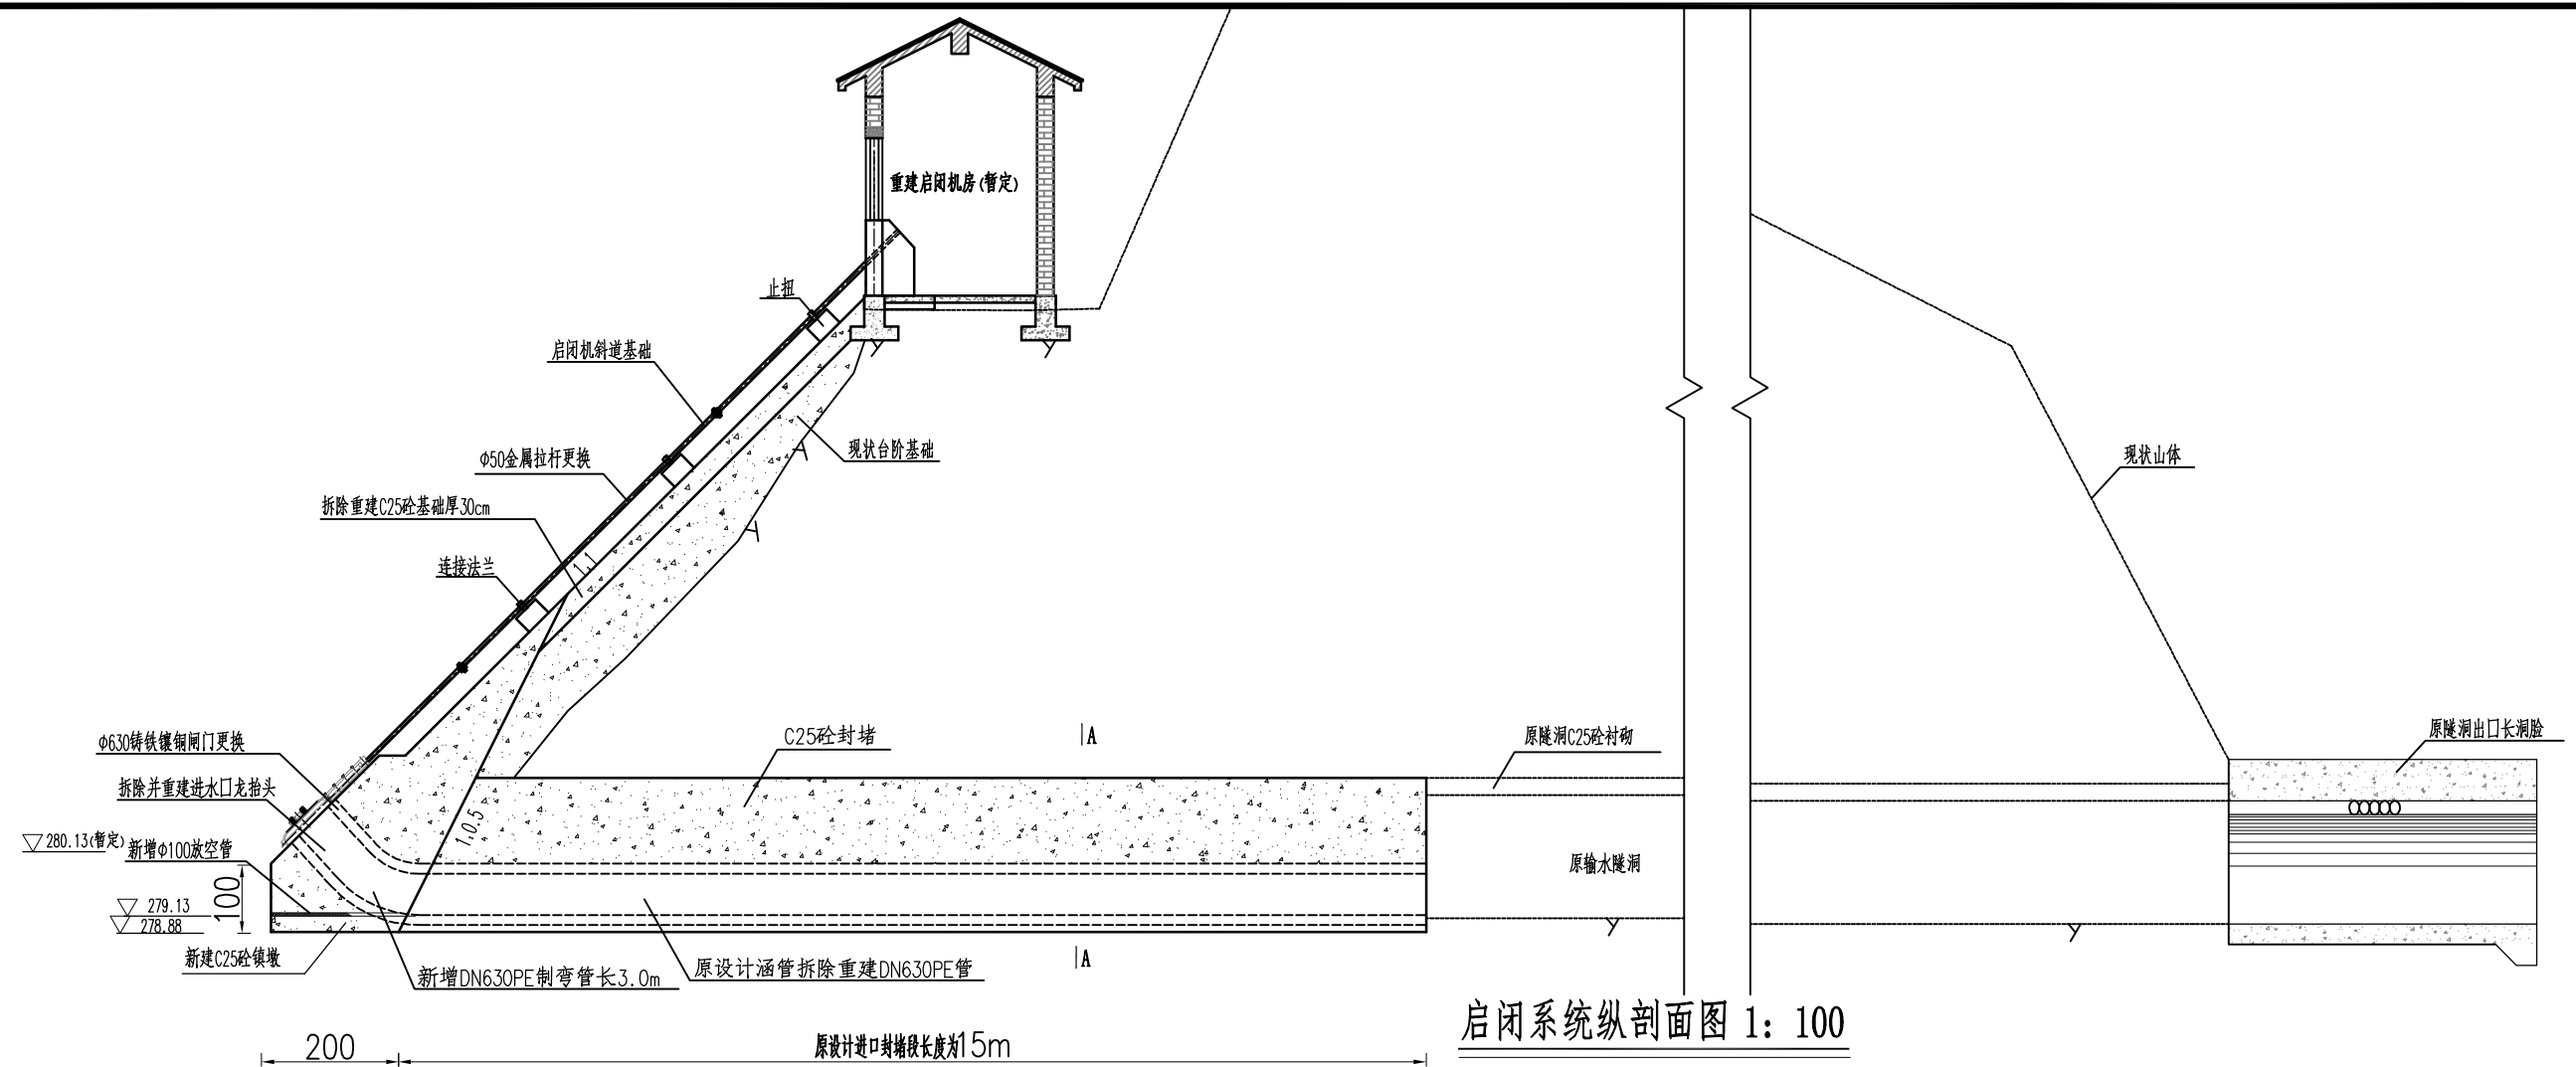 重建启闭机房(暂定)
止扭
启闭机斜道基础
现状台阶基础
Φ50金属拉杆更换
现状山体
拆除重建C25砼基础厚30cm
1:1
连接法兰
Φ630铸铁镶铜闸门更换
C25砼封堵
A
原隧洞C25砼衬砌
原隧洞出口长洞脸
拆除并重建进水口龙抬头
1:0.5
280.13(暂定)
新增Φ100放空管
原输水隧洞
100
279.13
278.88
新建C25砼镇墩
新增DN630PE制弯管长3.0m
原设计涵管拆除重建DN630PE管
A
启闭系统纵剖面图 1: 100
200
原设计进口封堵段长度为15m